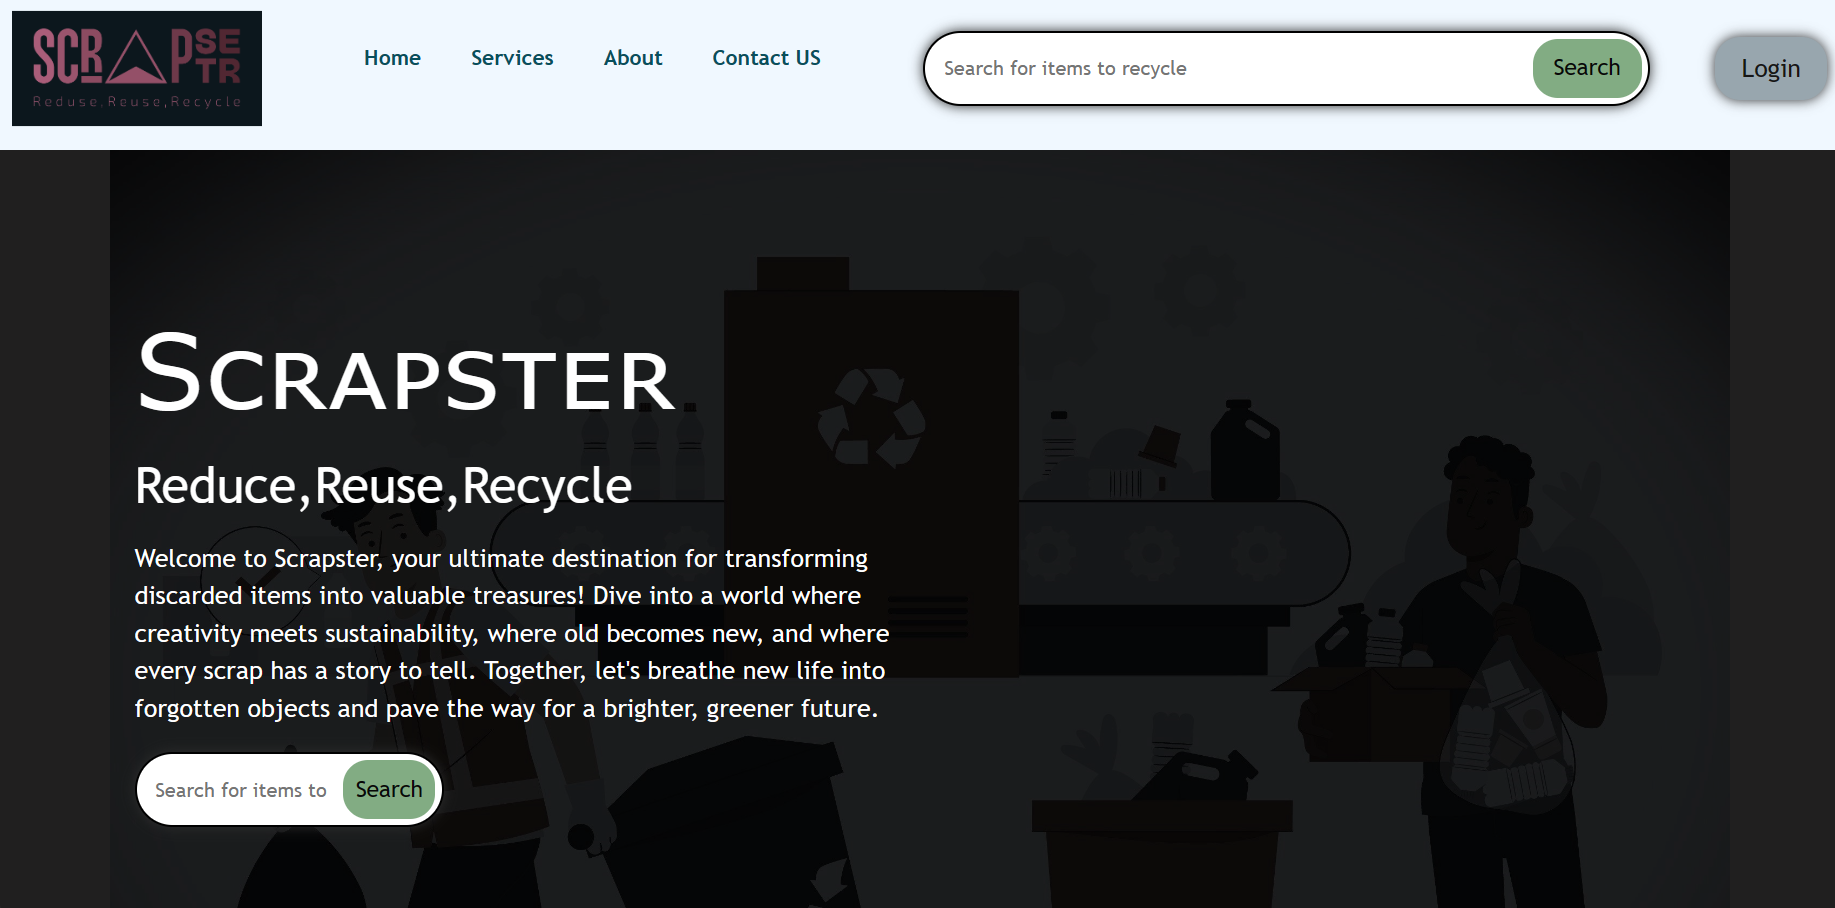 SCRAPSE
TR
Reduse,Reuse,Recycle
Home Services About Contact US
Search for items to recycle Search
Login
Scrapster
Reduce,Reuse,Recycle
Welcome to Scrapster, your ultimate destination for transforming
discarded items into valuable treasures! Dive into a world where
creativity meets sustainability, where old becomes new, and where
every scrap has a story to tell. Together, let's breathe new life into
forgotten objects and pave the way for a brighter, greener future.
Search for items to Search